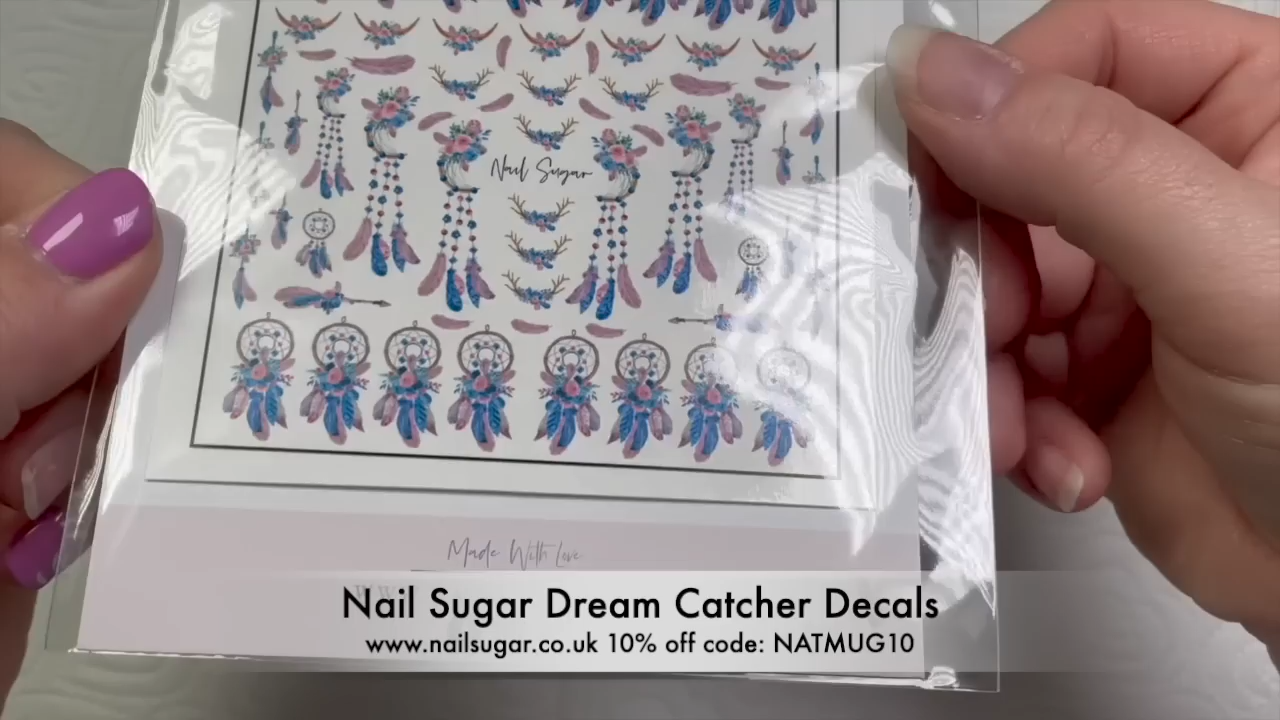 Nail Sugar
Made With Love
Nail Sugar Dream Catcher Decals
www.nailsugar.co.uk 10% off code: NATMUG10